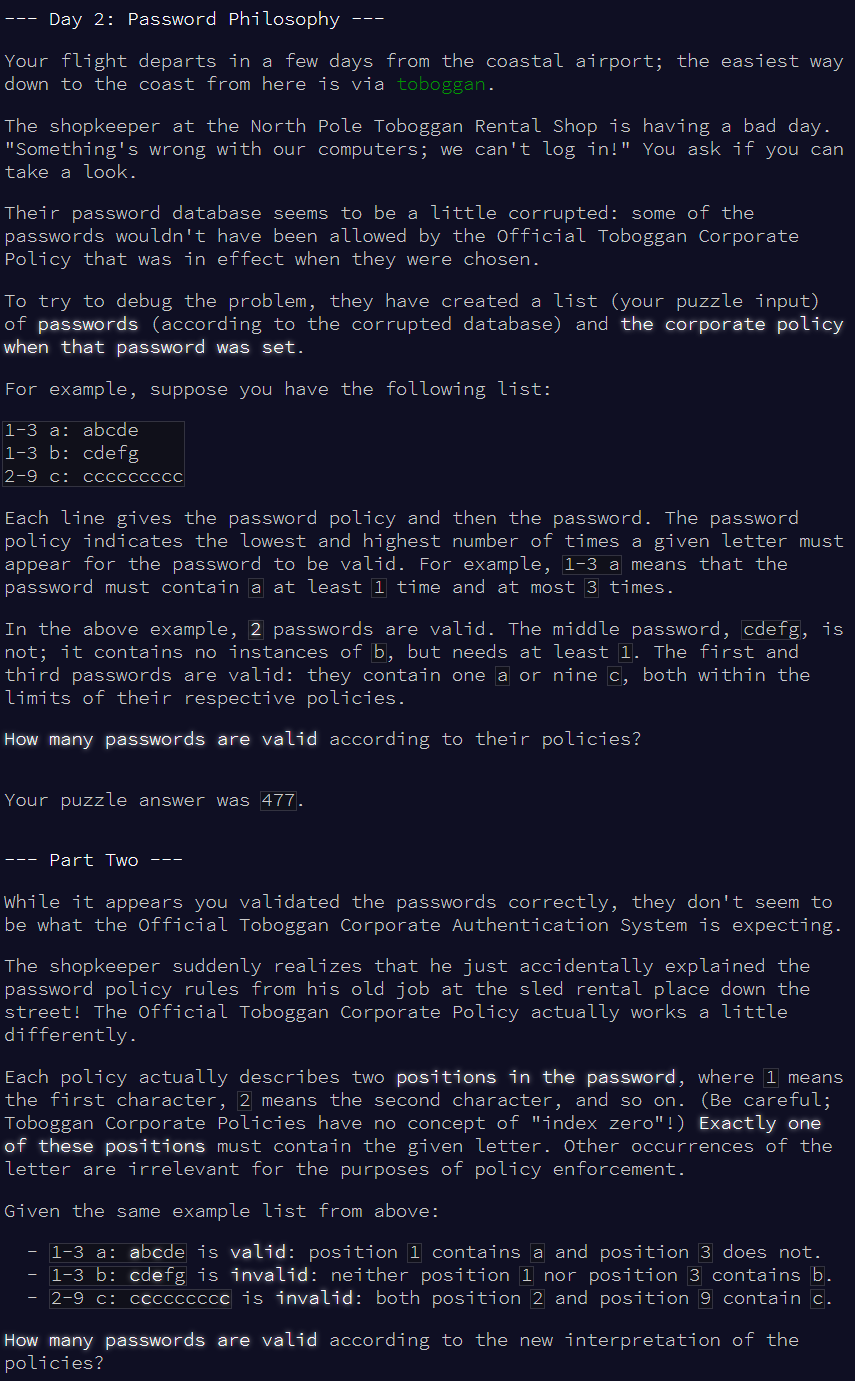 --- Day 2: Password Philosophy ---
Your flight departs in a few days from the coastal airport; the easiest way
down to the coast from here is via toboggan.
The shopkeeper at the North Pole Toboggan Rental Shop is having a bad day.
"Something's wrong with our computers; we can't log in!" You ask if you can
take a look.
Their password database seems to be a little corrupted: some of the
passwords wouldn't have been allowed by the Official Toboggan Corporate
Policy that was in effect when they were chosen.
To try to debug the problem, they have created a list (your puzzle input)
of passwords (according to the corrupted database) and the corporate policy
when that password was set.
For example, suppose you have the following list:
1-3 a: abcde
1-3 b: cdefg
2-9 c: ccccccccc
Each line gives the password policy and then the password. The password
policy indicates the lowest and highest number of times a given letter must
appear for the password to be valid. For example, 1-3 a means that the
password must contain a at least 1 time and at most 3 times.
In the above example, 2 passwords are valid. The middle password, cdefg, is
not; it contains no instances of b, but needs at least 1. The first and
third passwords are valid: they contain one a or nine c, both within the
limits of their respective policies.
How many passwords are valid according to their policies?
Your puzzle answer was 477.
--- Part Two ---
While it appears you validated the passwords correctly, they don't seem to
be what the Official Toboggan Corporate Authentication System is expecting.
The shopkeeper suddenly realizes that he just accidentally explained the
password policy rules from his old job at the sled rental place down the
street! The Official Toboggan Corporate Policy actually works a little
differently.
Each policy actually describes two positions in the password, where 1 means
the first character, 2 means the second character, and so on. (Be careful;
Toboggan Corporate Policies have no concept of "index zero"!) Exactly one
of these positions must contain the given letter. Other occurrences of the
letter are irrelevant for the purposes of policy enforcement.
Given the same example list from above:
- 1-3 a: abcde is valid: position 1 contains a and position 3 does not.
- 1-3 b: cdefg is invalid: neither position 1 nor position 3 contains b.
- 2-9 c: ccccccccc is invalid: both position 2 and position 9 contain c.
How many passwords are valid according to the new interpretation of the
policies?